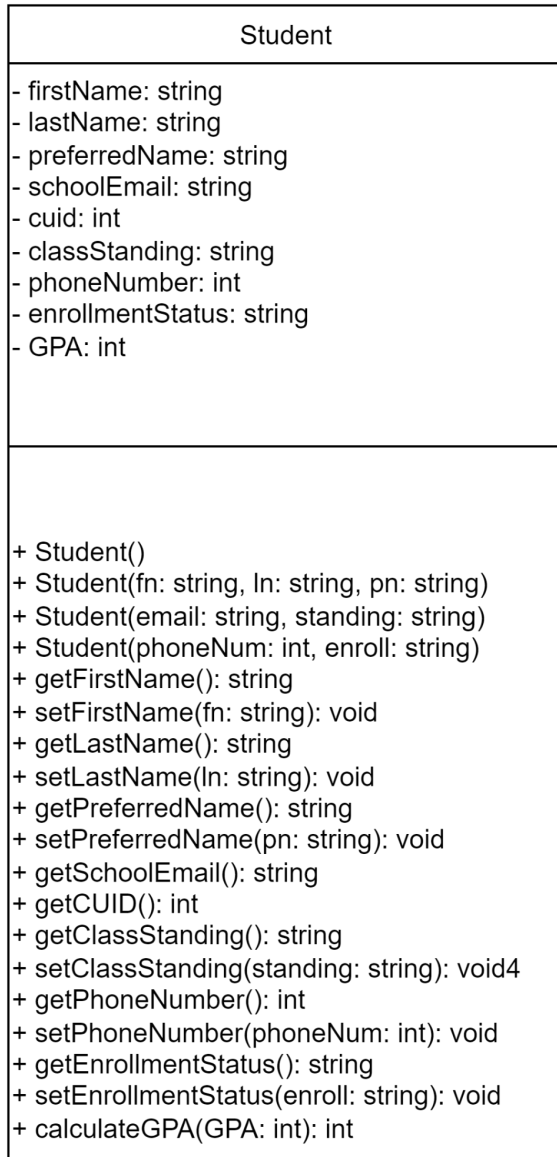 Student
- firstName: string
- lastName: string
- preferredName: string
- schoolEmail: string
- cuid: int
- classStanding: string
- phoneNumber: int
- enrollmentStatus: string
- GPA: int
+ Student()
+ Student(fn: string, ln: string, pn: string)
+ Student(email: string, standing: string)
+ Student(phoneNum: int, enroll: string)
+ getFirstName(): string
+ setFirstName(fn: string): void
+ getLastName(): string
+ setLastName(ln: string): void
+ getPreferredName(): string
+ setPreferredName(pn: string): void
+ getSchoolEmail(): string
+ getCUID(): int
+ getClassStanding(): string
+ setClassStanding(standing: string): void4
+ getPhoneNumber(): int
+ setPhoneNumber(phoneNum: int): void
+ getEnrollmentStatus(): string
+ setEnrollmentStatus(enroll: string): void
+ calculateGPA(GPA: int): int